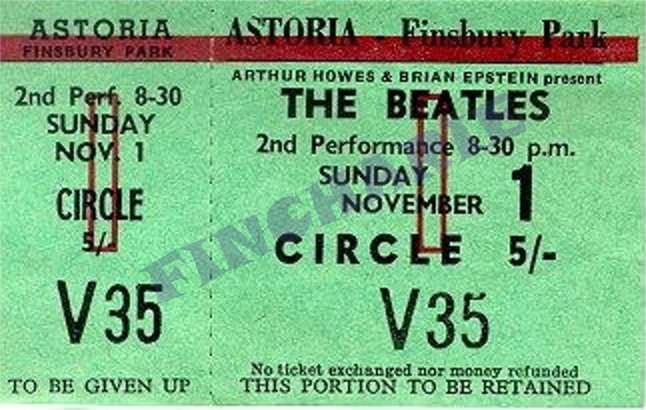 ASTORIA
FINSBURY PARK
2nd Perf. 8-30
SUNDAY
NOV. 1
CIRCLE
5/-
V 35
TO BE GIVEN UP
ASTORIA - Finsbury Park
ARTHUR HOWES & BRIAN EPSTEIN present
THE BEATLES
2nd Performance 8-30 p.m.
SUNDAY
NOVEMBER 1
CIRCLE 5/-
V 35
No ticket exchanged nor money refunded
THIS PORTION TO BE RETAINED